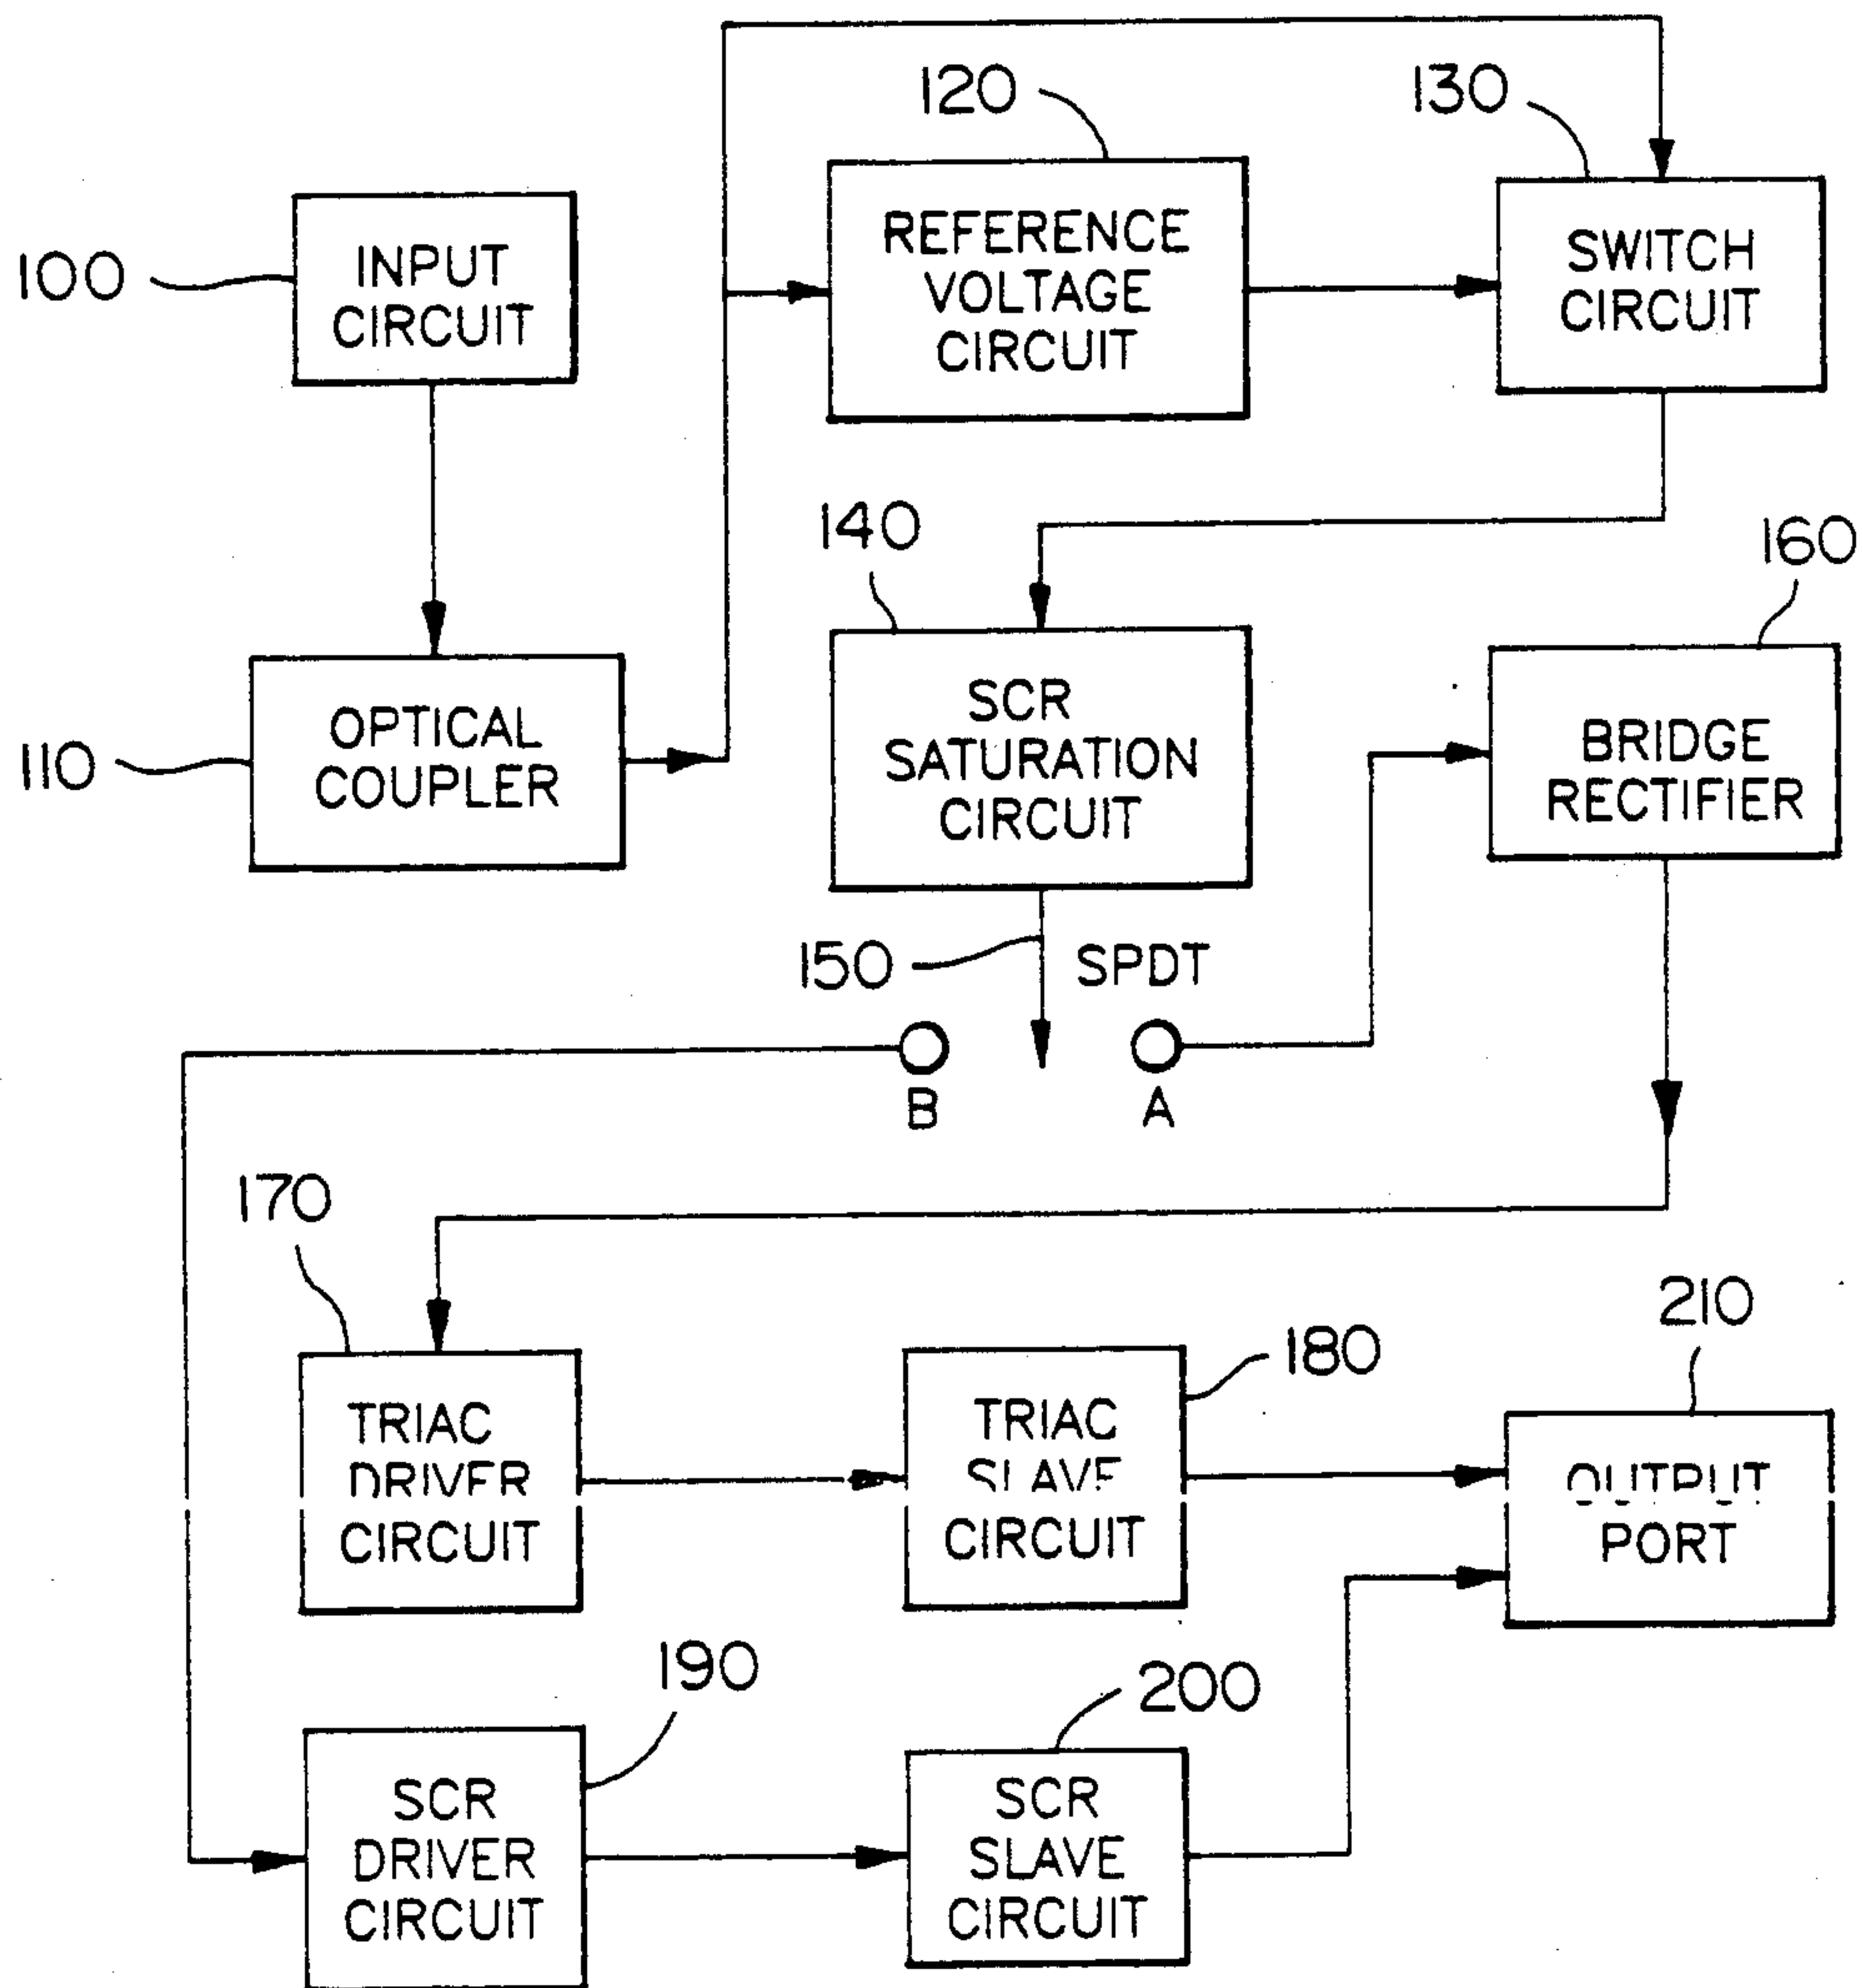 120
130
100
INPUT
CIRCUIT
REFERENCE
VOLTAGE
CIRCUIT
SWITCH
CIRCUIT
140
160
110
OPTICAL
COUPLER
SCR
SATURATION
CIRCUIT
BRIDGE
RECTIFIER
150
SPDT
B
A
170
180
210
TRIAC
DRIVER
CIRCUIT
TRIAC
SLAVE
CIRCUIT
OUTPUT
PORT
190
200
SCR
DRIVER
CIRCUIT
SCR
SLAVE
CIRCUIT